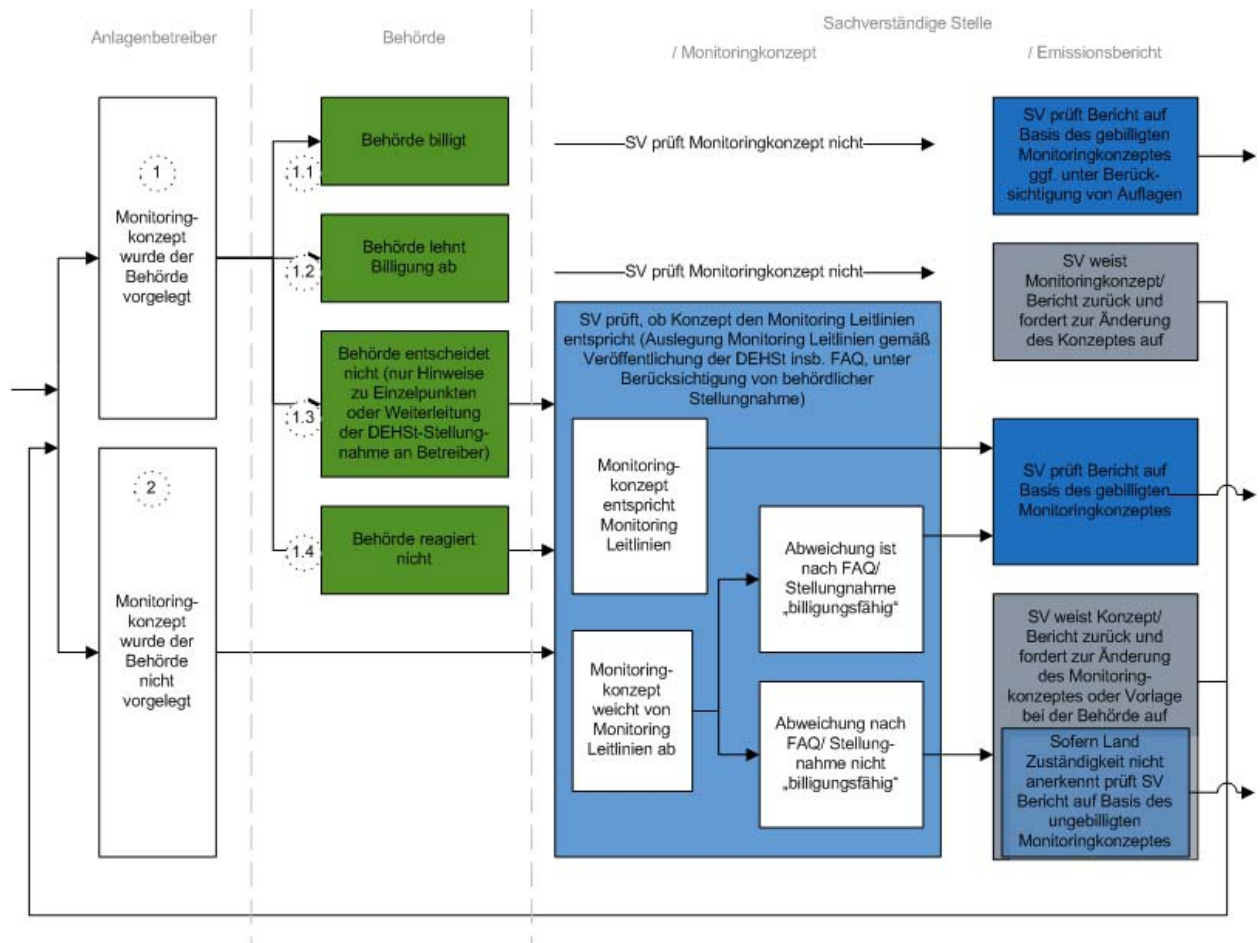 Anlagenbetreiber
Behörde
Sachverständige Stelle
/ Monitoringkonzept
/ Emissionsbericht
1
Monitoring-
konzept
wurde der
Behörde
vorgelegt
2
Monitoring-
konzept
wurde der
Behörde
nicht
vorgelegt
1.1
Behörde billigt
1.2
Behörde lehnt
Billigung ab
1.3
Behörde entscheidet
nicht (nur Hinweise
zu Einzelpunkten
oder Weiterleitung
der DEHSt-Stellung-
nahme an Betreiber)
1.4
Behörde reagiert
nicht
SV prüft Monitoringkonzept nicht
SV prüft Monitoringkonzept nicht
SV prüft, ob Konzept den Monitoring Leitlinien
entspricht (Auslegung Monitoring Leitlinien gemäß
Veröffentlichung der DEHSt insb. FAQ, unter
Berücksichtigung von behördlicher
Stellungnahme)
Monitoring-
konzept
entspricht
Monitoring
Leitlinien
Monitoring-
konzept
weicht von
Monitoring
Leitlinien ab
Abweichung ist
nach FAQ/
Stellungnahme
„billigungsfähig“
Abweichung nach
FAQ/ Stellung-
nahme nicht
„billigungsfähig“
SV prüft Bericht auf
Basis des gebilligten
Monitoringkonzeptes
ggf. unter Berück-
sichtigung von Auflagen
SV weist
Monitoringkonzept/
Bericht zurück und
fordert zur Änderung
des Konzeptes auf
SV prüft Bericht auf
Basis des gebilligten
Monitoringkonzeptes
SV weist Konzept/
Bericht zurück und
fordert zur Änderung
des Monitoring-
konzeptes oder Vorlage
bei der Behörde auf
Sofern Land
Zuständigkeit nicht
anerkennt prüft SV
Bericht auf Basis des
ungebilligten
Monitoringkonzeptes